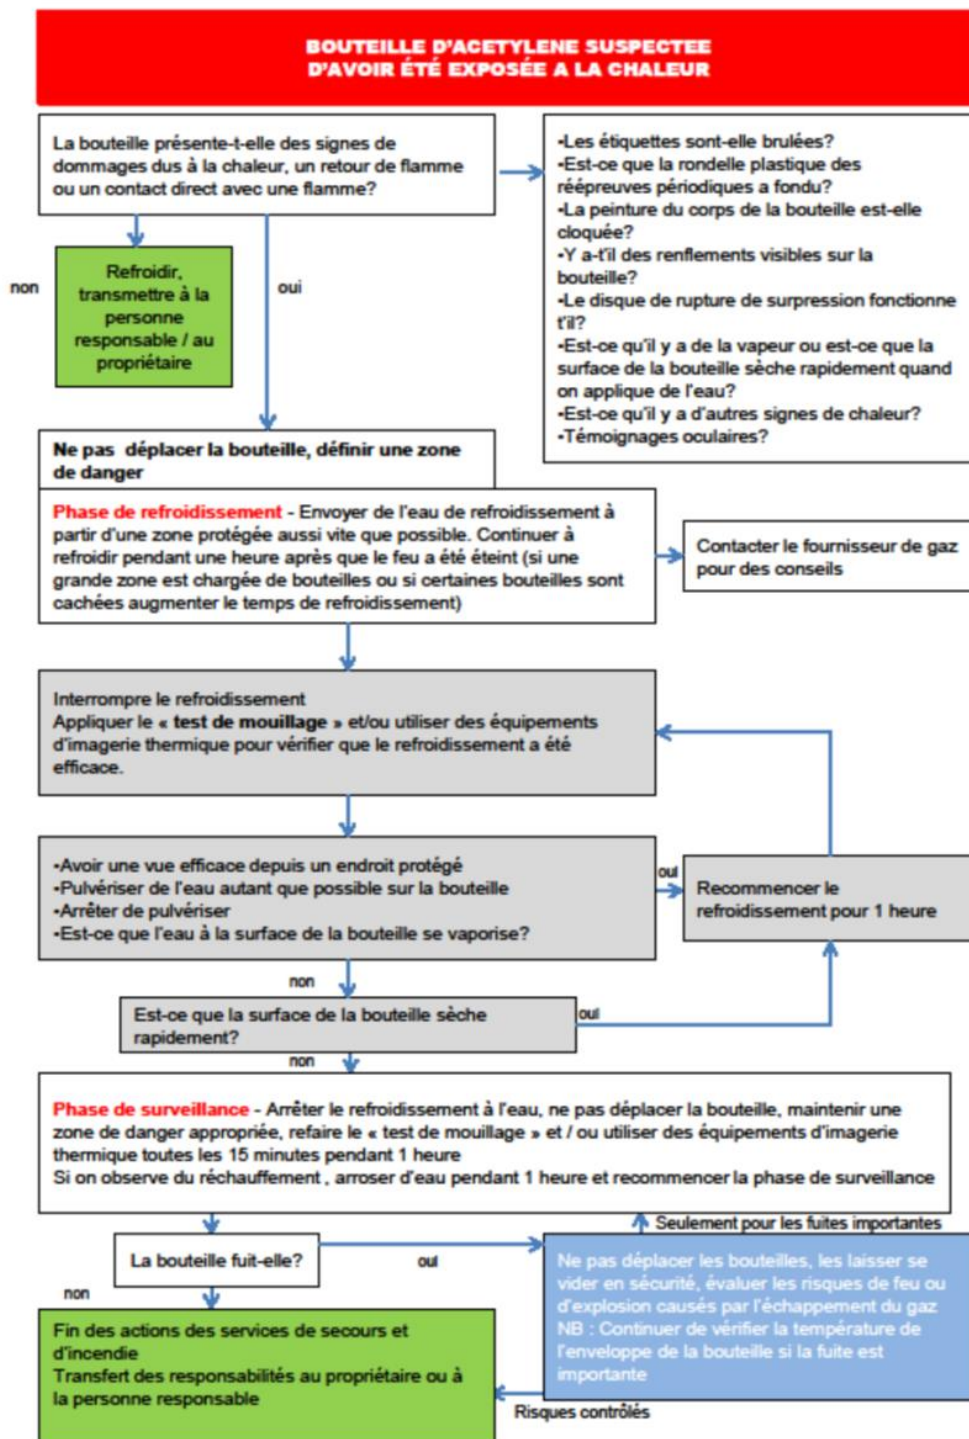 BOUTEILLE D'ACETYLENE SUSPECTEE
D'AVOIR ÉTÉ EXPOSÉE A LA CHALEUR
La bouteille présente-t-elle des signes de
dommages dus à la chaleur, un retour de flamme
ou un contact direct avec une flamme?
-Les étiquettes sont-elle brulées?
-Est-ce que la rondelle plastique des
réépreuves périodiques a fondu?
-La peinture du corps de la bouteille est-elle
cloquée?
-Y a-t'il des renflements visibles sur la
bouteille?
-Le disque de rupture de surpression fonctionne
t'il?
-Est-ce qu'il y a de la vapeur ou est-ce que la
surface de la bouteille sèche rapidement quand
on applique de l'eau?
-Est-ce qu'il y a d'autres signes de chaleur?
-Témoignages oculaires?
non
Refroidir,
transmettre à la
personne
responsable / au
propriétaire
oui
Ne pas déplacer la bouteille, définir une zone
de danger
Phase de refroidissement - Envoyer de l'eau de refroidissement à
partir d'une zone protégée aussi vite que possible. Continuer à
refroidir pendant une heure après que le feu a été éteint (si une
grande zone est chargée de bouteilles ou si certaines bouteilles sont
cachées augmenter le temps de refroidissement)
Contacter le fournisseur de gaz
pour des conseils
Interrompre le refroidissement
Appliquer le « test de mouillage » et/ou utiliser des équipements
d'imagerie thermique pour vérifier que le refroidissement a été
efficace.
-Avoir une vue efficace depuis un endroit protégé
-Pulvériser de l'eau autant que possible sur la bouteille
-Arrêter de pulvériser
-Est-ce que l'eau à la surface de la bouteille se vaporise?
oui
Recommencer le
refroidissement pour 1 heure
non
Est-ce que la surface de la bouteille sèche
rapidement?
oui
non
Phase de surveillance - Arrêter le refroidissement à l'eau, ne pas déplacer la bouteille, maintenir une
zone de danger appropriée, refaire le « test de mouillage » et / ou utiliser des équipements d'imagerie
thermique toutes les 15 minutes pendant 1 heure
Si on observe du réchauffement , arroser d'eau pendant 1 heure et recommencer la phase de surveillance
Seulement pour les fuites importantes
La bouteille fuit-elle?
oui
Ne pas déplacer les bouteilles, les laisser se
vider en sécurité, évaluer les risques de feu ou
d'explosion causés par l'échappement du gaz
NB : Continuer de vérifier la température de
l'enveloppe de la bouteille si la fuite est
importante
non
Fin des actions des services de secours et
d'incendie
Transfert des responsabilités au propriétaire ou à
la personne responsable
Risques contrôlés